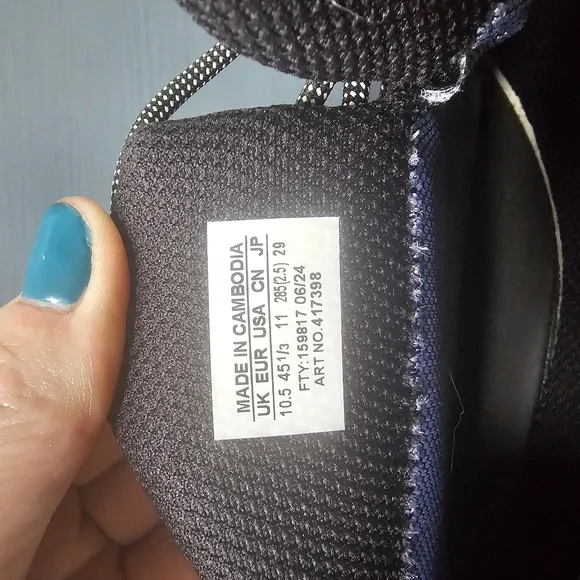 MADE IN CAMBODIA
UK EUR USA CN JP
10.5 45 1/3 11 285(2.5) 29
FTY:159817 06/24
ART NO.417398